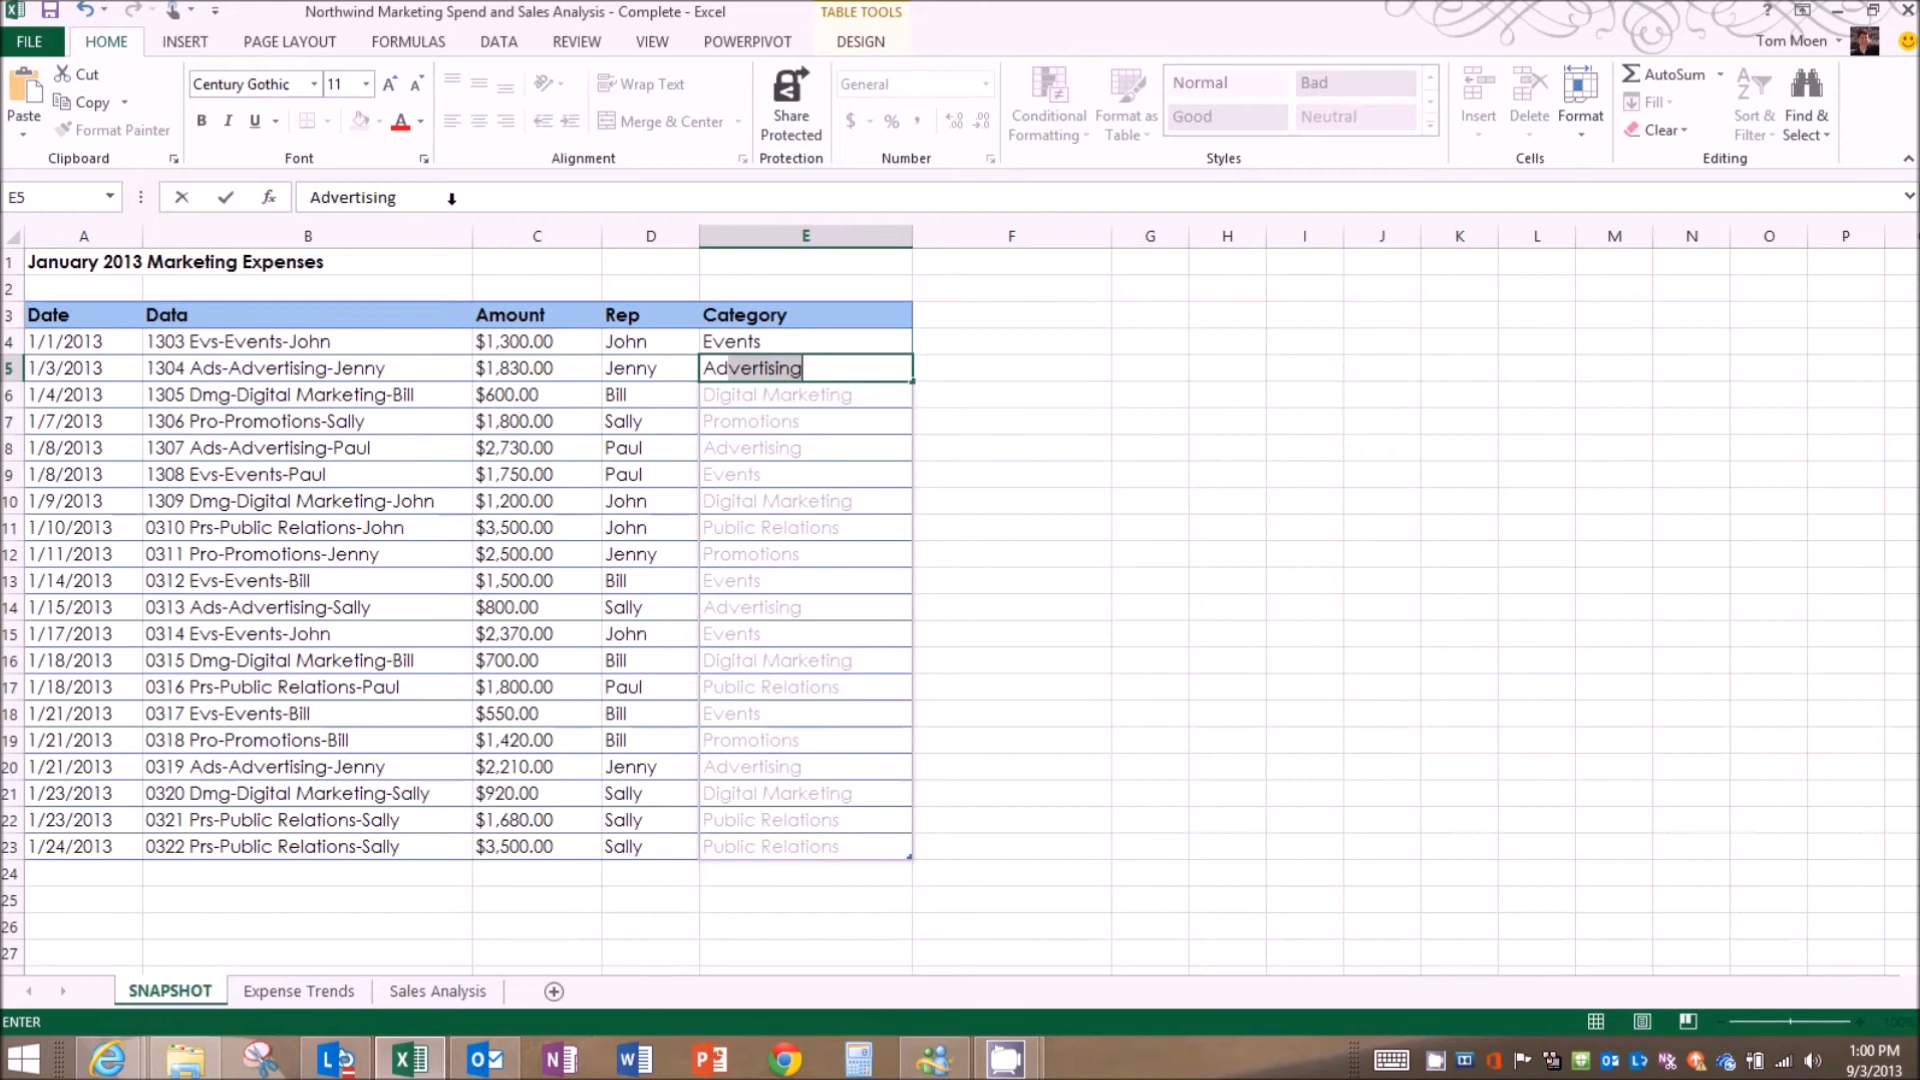 Northwind Marketing Spend and Sales Analysis - Complete - Excel
TABLE TOOLS
?
FILE
HOME
INSERT
PAGE LAYOUT
FORMULAS
DATA
REVIEW
VIEW
POWERPIVOT
DESIGN
Tom Moen
Paste
Cut
Copy
Format Painter
Clipboard
Century Gothic
11
B I U
Font
Wrap Text
Merge & Center
Alignment
Share Protected
Protection
General
$ % ,
Number
Conditional Formatting
Format as Table
Normal
Bad
Good
Neutral
Styles
Insert
Delete
Format
Cells
AutoSum
Fill
Clear
Sort & Filter
Find & Select
Editing
E5
fx
Advertising
A B C D E F G H I J K L M N O P
1 January 2013 Marketing Expenses
2
3 Date Data Amount Rep Category
4 1/1/2013 1303 Evs-Events-John $1,300.00 John Events
5 1/3/2013 1304 Ads-Advertising-Jenny $1,830.00 Jenny Advertising
6 1/4/2013 1305 Dmg-Digital Marketing-Bill $600.00 Bill Digital Marketing
7 1/7/2013 1306 Pro-Promotions-Sally $1,800.00 Sally Promotions
8 1/8/2013 1307 Ads-Advertising-Paul $2,730.00 Paul Advertising
9 1/8/2013 1308 Evs-Events-Paul $1,750.00 Paul Events
10 1/9/2013 1309 Dmg-Digital Marketing-John $1,200.00 John Digital Marketing
11 1/10/2013 0310 Prs-Public Relations-John $3,500.00 John Public Relations
12 1/11/2013 0311 Pro-Promotions-Jenny $2,500.00 Jenny Promotions
13 1/14/2013 0312 Evs-Events-Bill $1,500.00 Bill Events
14 1/15/2013 0313 Ads-Advertising-Sally $800.00 Sally Advertising
15 1/17/2013 0314 Evs-Events-John $2,370.00 John Events
16 1/18/2013 0315 Dmg-Digital Marketing-Bill $700.00 Bill Digital Marketing
17 1/18/2013 0316 Prs-Public Relations-Paul $1,800.00 Paul Public Relations
18 1/21/2013 0317 Evs-Events-Bill $550.00 Bill Events
19 1/21/2013 0318 Pro-Promotions-Bill $1,420.00 Bill Promotions
20 1/21/2013 0319 Ads-Advertising-Jenny $2,210.00 Jenny Advertising
21 1/23/2013 0320 Dmg-Digital Marketing-Sally $920.00 Sally Digital Marketing
22 1/23/2013 0321 Prs-Public Relations-Sally $1,680.00 Sally Public Relations
23 1/24/2013 0322 Prs-Public Relations-Sally $3,500.00 Sally Public Relations
24
25
26
27
SNAPSHOT
Expense Trends
Sales Analysis
ENTER
1:00 PM
9/3/2013